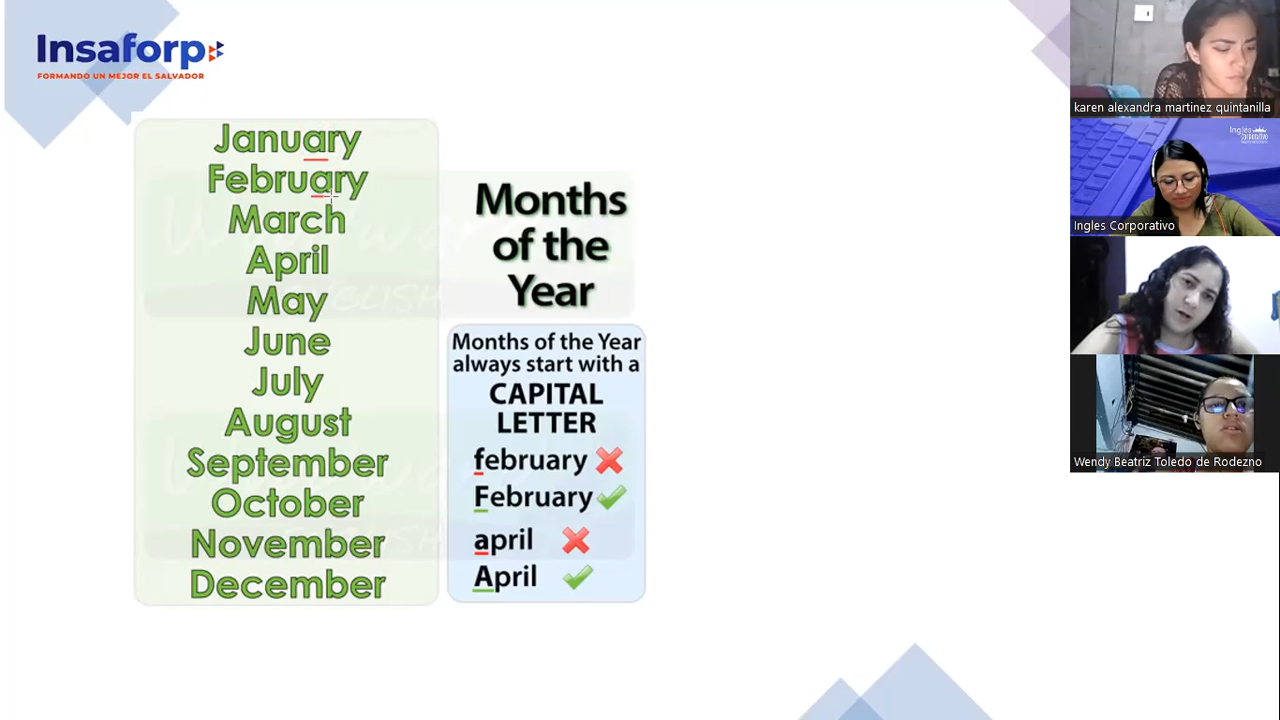 Insaforp
FORMANDO UN MEJOR EL SALVADOR
January
February
March
April
May
June
July
August
September
October
November
December
Months
of the
Year
Months of the Year
always start with a
CAPITAL
LETTER
february
February
april
April
karen alexandra martinez quintanilla
Ingles
CORPORATIVO
Ingles Corporativo
Wendy Beatriz Toledo de Rodezno